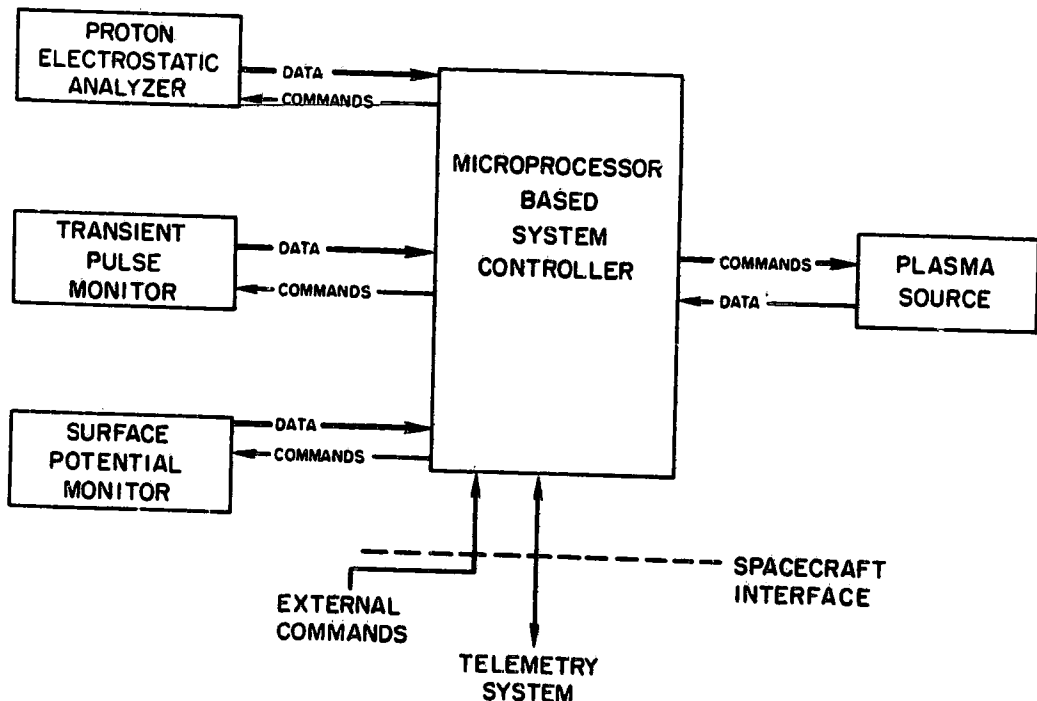 PROTON
ELECTROSTATIC
ANALYZER
DATA
COMMANDS
TRANSIENT
PULSE
MONITOR
DATA
COMMANDS
SURFACE
POTENTIAL
MONITOR
DATA
COMMANDS
MICROPROCESSOR
BASED
SYSTEM
CONTROLLER
COMMANDS
DATA
PLASMA
SOURCE
EXTERNAL
COMMANDS
TELEMETRY
SYSTEM
SPACECRAFT
INTERFACE